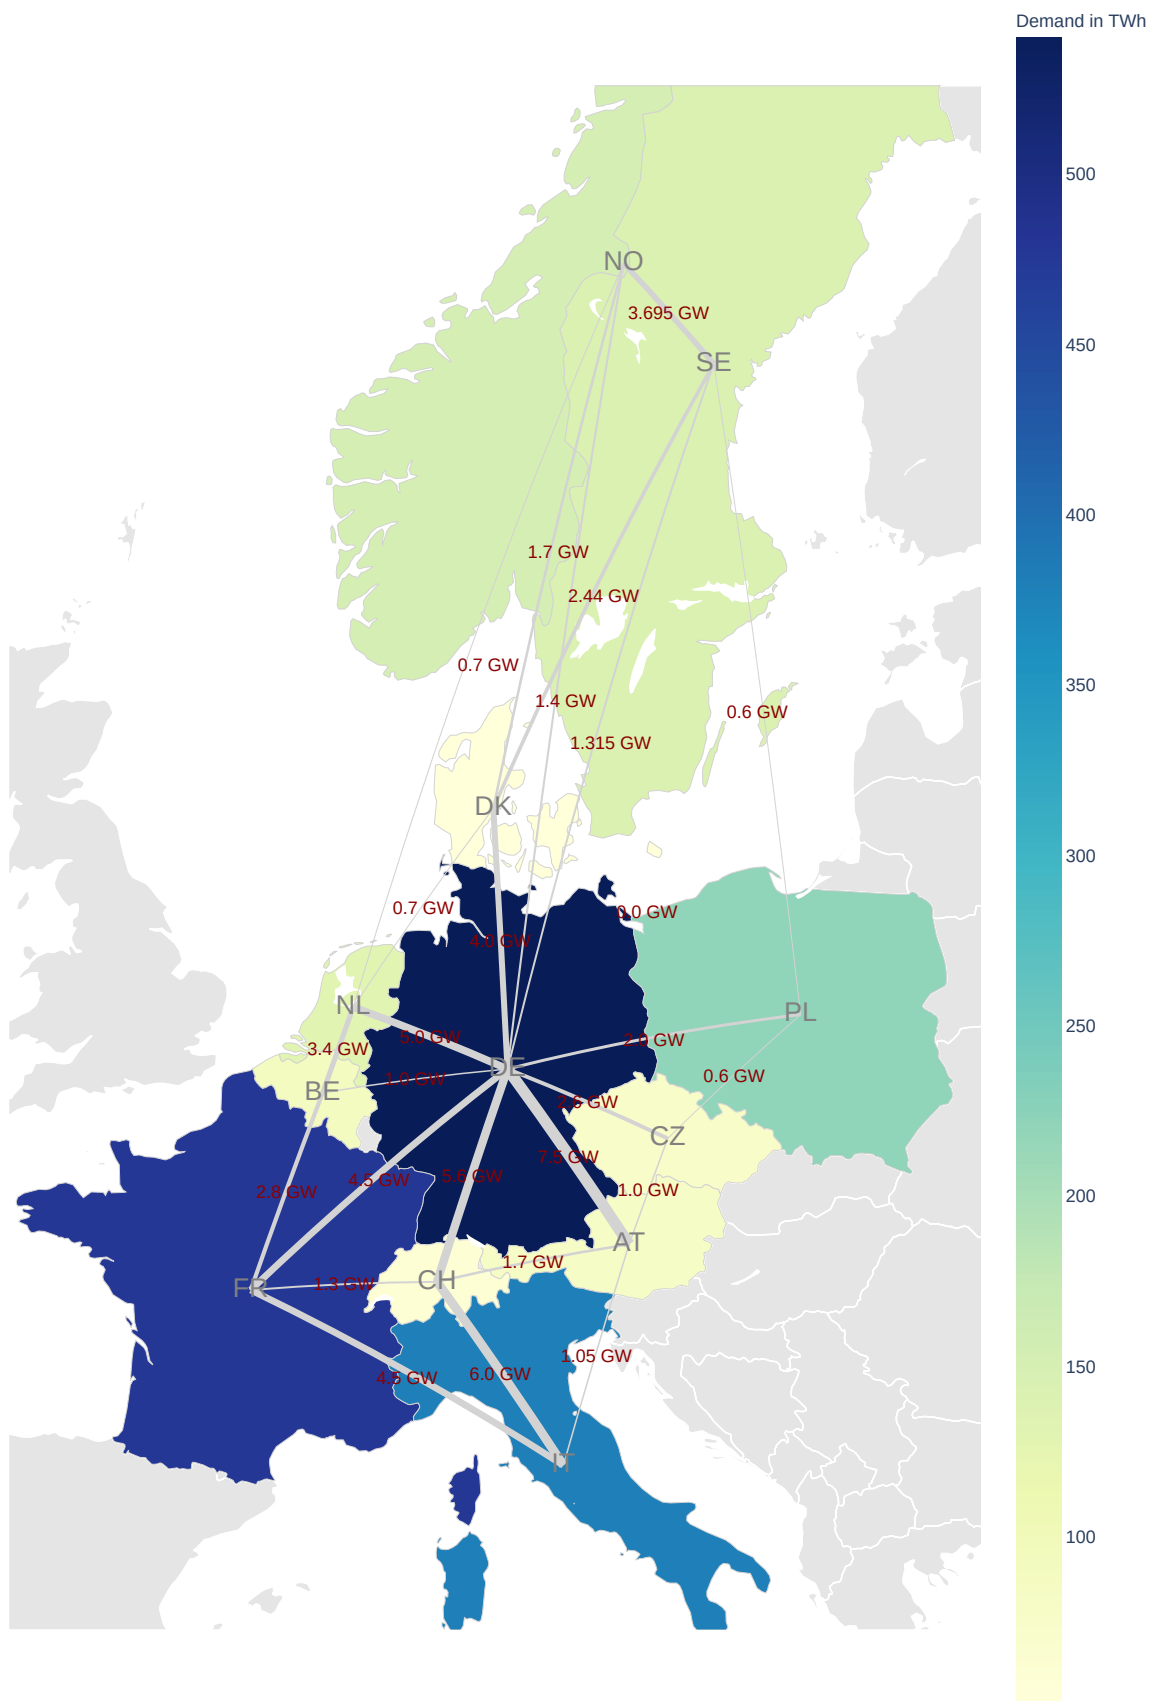 Demand in TWh
500
NO
3.695 GW
450
SE
400
1.7 GW
2.44 GW
0.7 GW
350
1.4 GW
0.6 GW
1.315 GW
DK
300
0.7 GW
0.0 GW
4.0 GW
NL
PL
250
5.0 GW
2.0 GW
3.4 GW
DE
1.0 GW
0.6 GW
BE
2.6 GW
CZ
7.5 GW
5.6 GW
4.5 GW
2.8 GW
1.0 GW
200
AT
1.7 GW
FR
1.3 GW
CH
1.05 GW
150
4.5 GW
6.0 GW
IT
100